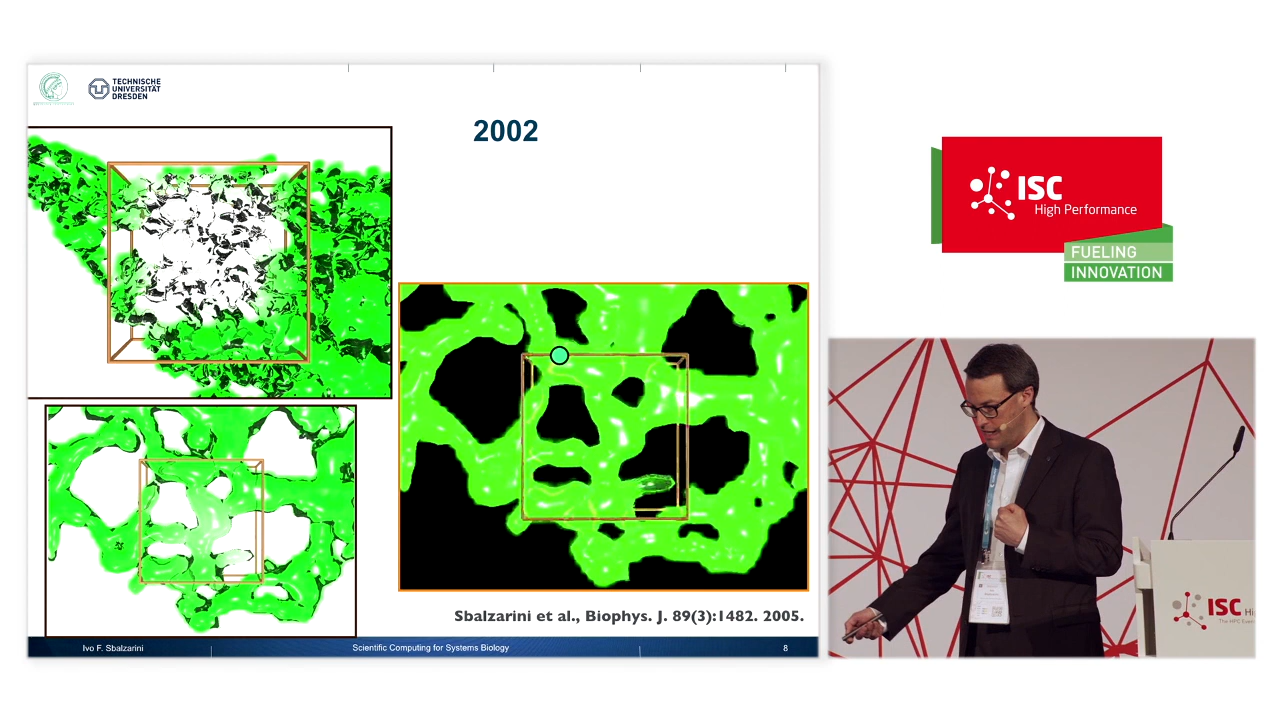 TECHNISCHE
UNIVERSITÄT
DRESDEN
2002
Sbalzarini et al., Biophys. J. 89(3):1482. 2005.
Ivo F. Sbalzarini
Scientific Computing for Systems Biology
8
ISC
High Performance
FUELING
INNOVATION
ISC Hi